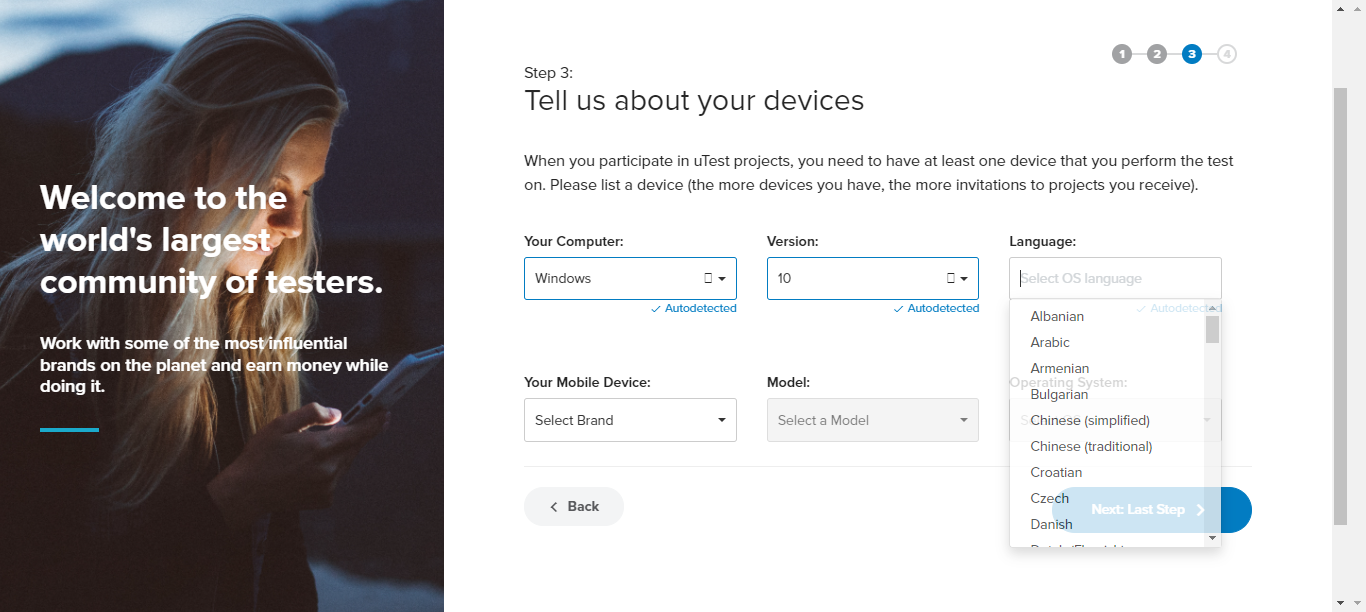 Welcome to the
world's largest
community of testers.
Work with some of the most influential
brands on the planet and earn money while
doing it.
1 2 3 4
Step 3:
Tell us about your devices
When you participate in uTest projects, you need to have at least one device that you perform the test
on. Please list a device (the more devices you have, the more invitations to projects you receive).
Your Computer:
Windows
Autodetected
Version:
10
Autodetected
Language:
Select OS language
Autodetected
Albanian
Arabic
Armenian
Bulgarian
Chinese (simplified)
Chinese (traditional)
Croatian
Czech
Danish
Your Mobile Device:
Select Brand
Model:
Select a Model
Operating System:
Back
Next: Last Step